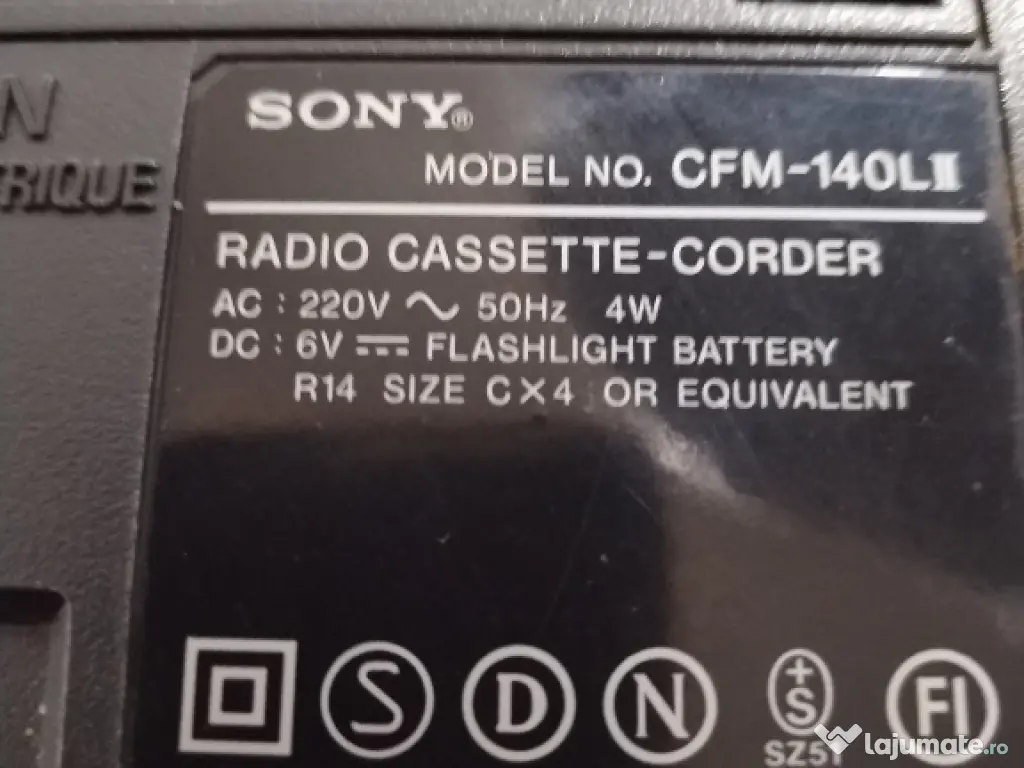 N
RIQUE
SONY®
MODEL NO. CFM-140LII
RADIO CASSETTE-CORDER
AC : 220V ~ 50Hz 4W
DC : 6V ⎓ FLASHLIGHT BATTERY
R14 SIZE C×4 OR EQUIVALENT
S D N +S FI
lajumate.ro